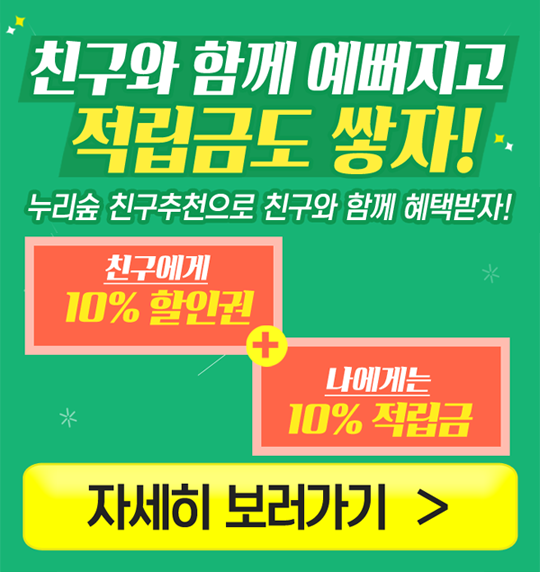 친구와 함께 예뻐지고
적립금도 쌓자!
누리숲 친구추천으로 친구와 함께 혜택받자!
친구에게
10% 할인권
+
나에게는
10% 적립금
자세히 보러가기 >